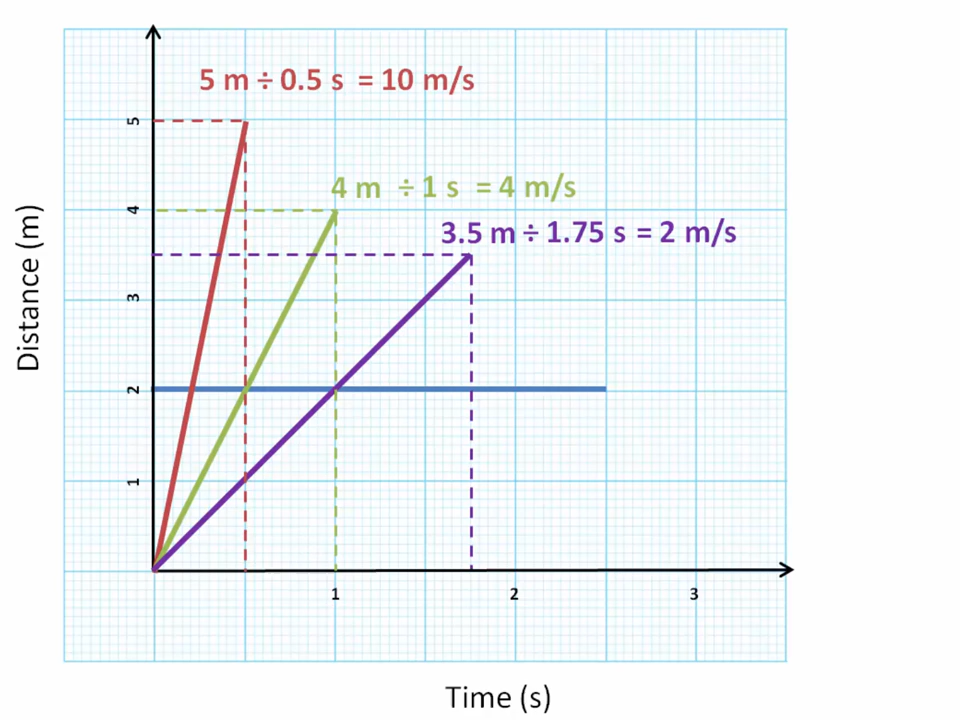 5 m ÷ 0.5 s = 10 m/s
4 m ÷ 1 s = 4 m/s
3.5 m ÷ 1.75 s = 2 m/s
Distance (m)
5
4
3
2
1
1 2 3
Time (s)